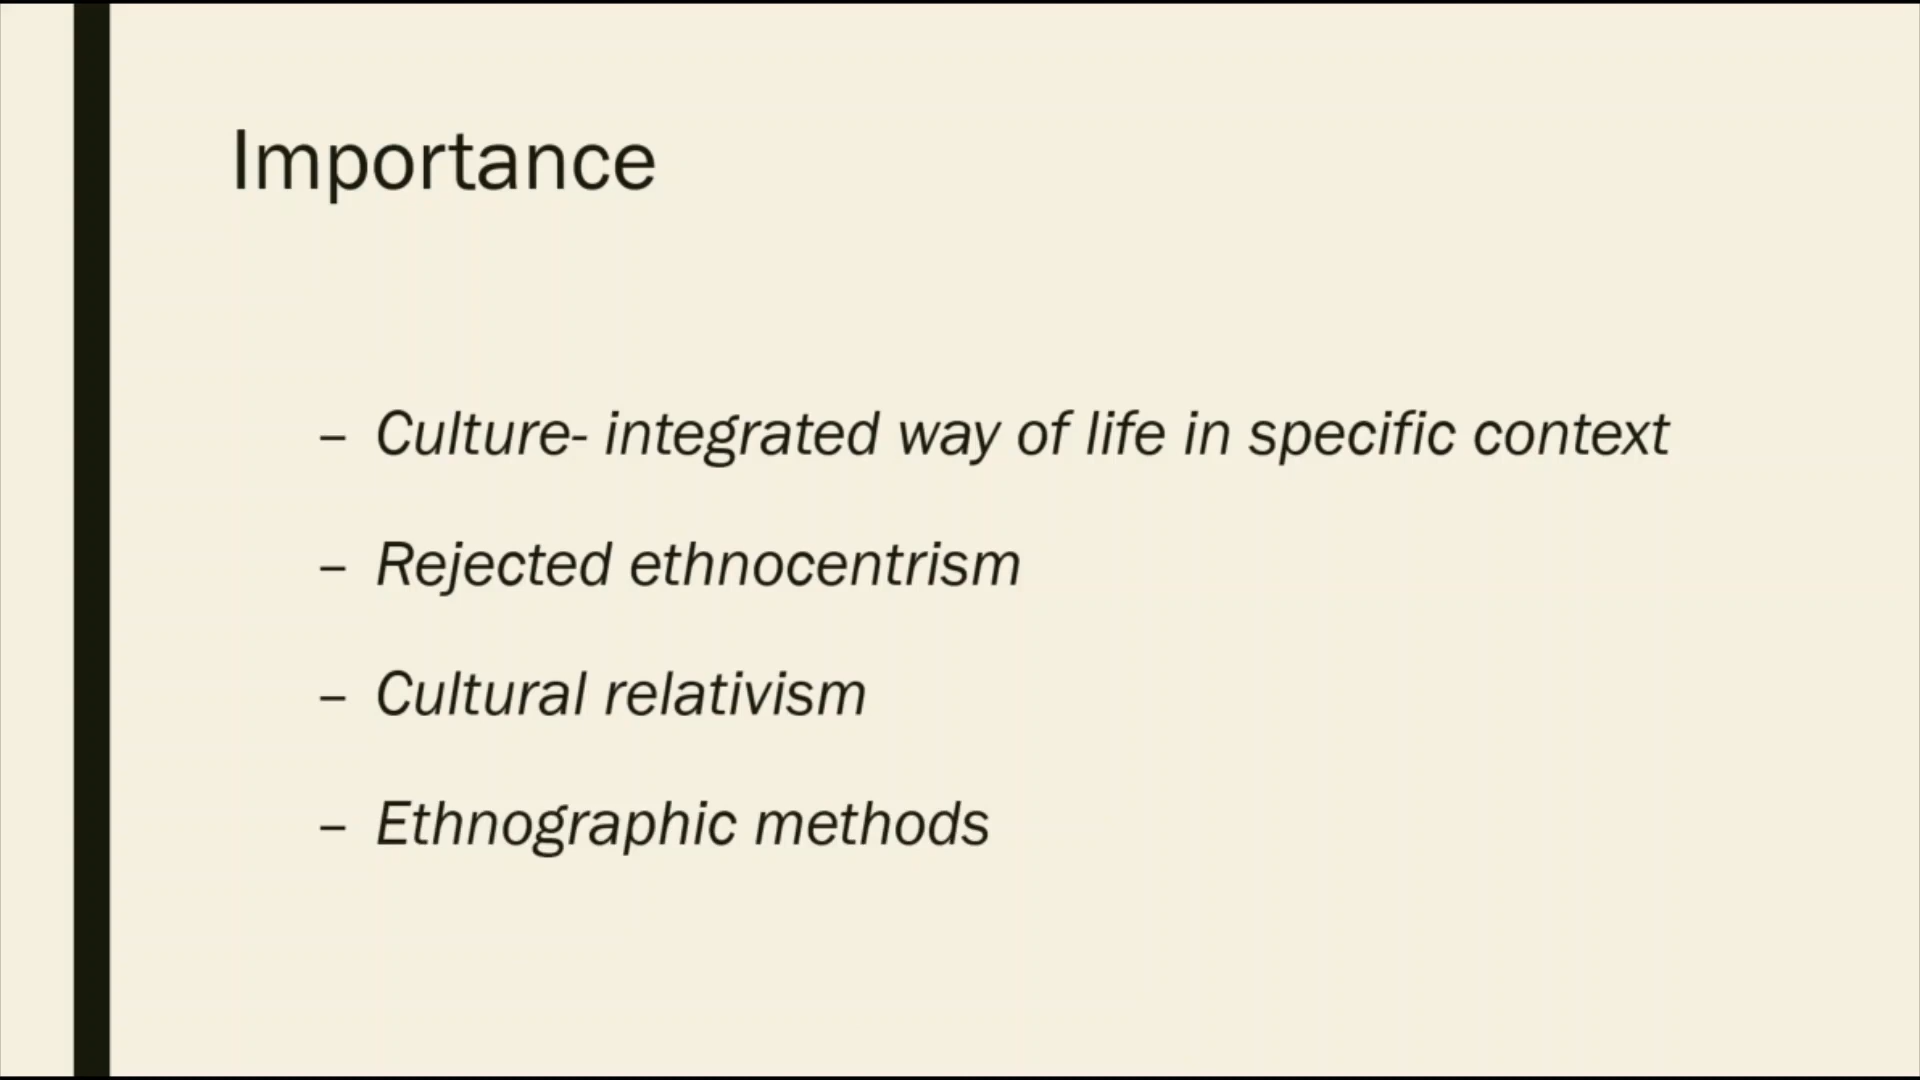 Importance
– Culture- integrated way of life in specific context
– Rejected ethnocentrism
– Cultural relativism
– Ethnographic methods